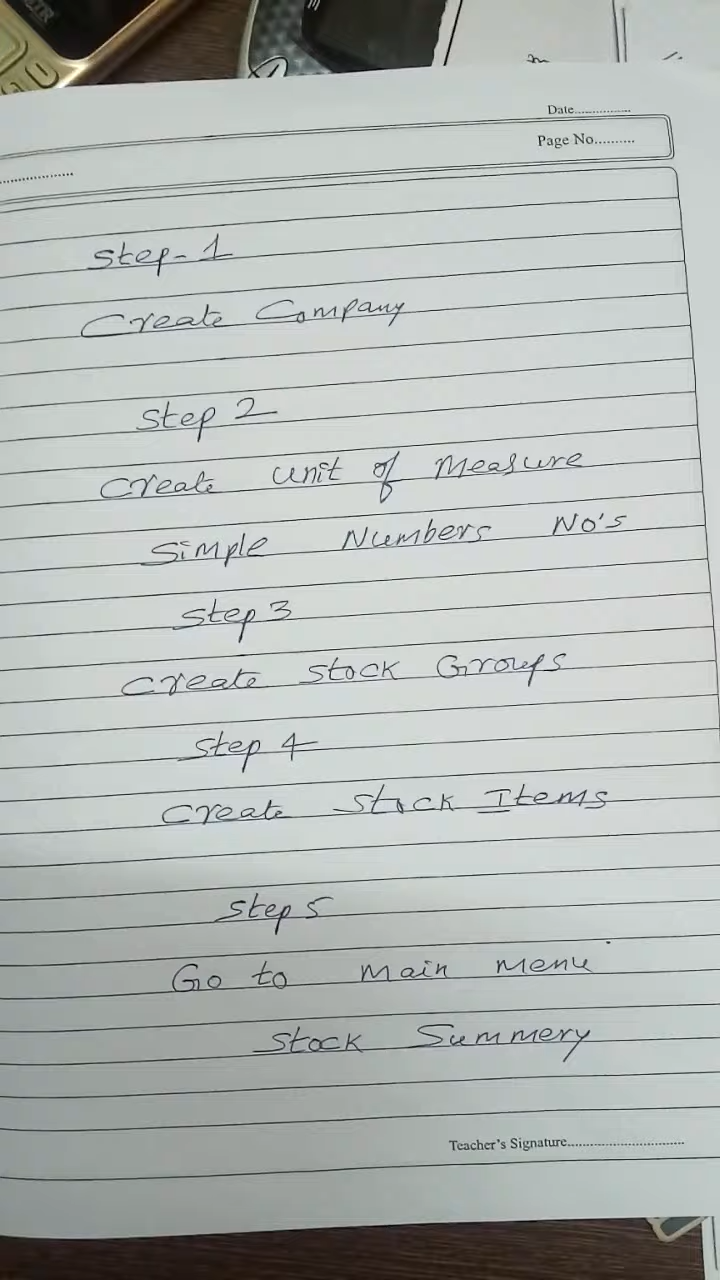 Date...............
Page No..........
Step-1
Create Company
Step 2
Create unit of Measure
Simple Numbers No's
Step 3
Create Stock Groups
Step 4
Create Stock Items
Step 5
Go to Main Menu
Stock Summery
Teacher's Signature................................